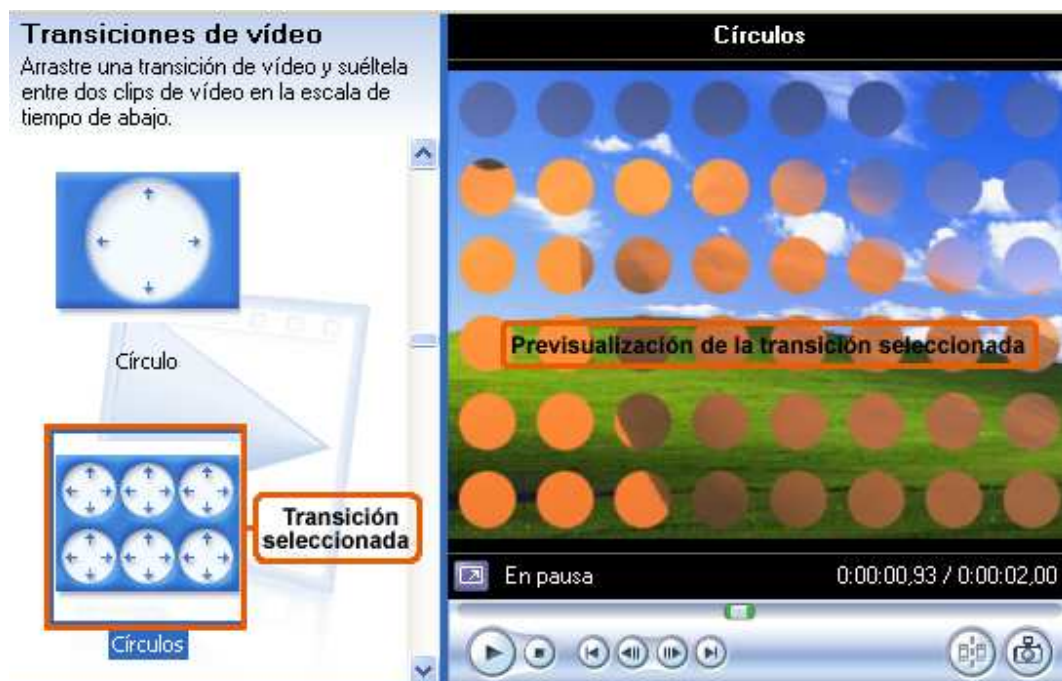 Transiciones de vídeo
Arrastre una transición de vídeo y suéltela
entre dos clips de vídeo en la escala de
tiempo de abajo.
Círculo
Transición
seleccionada
Círculos
Círculos
Previsualización de la transición seleccionada
En pausa
0:00:00,93 / 0:00:02,00